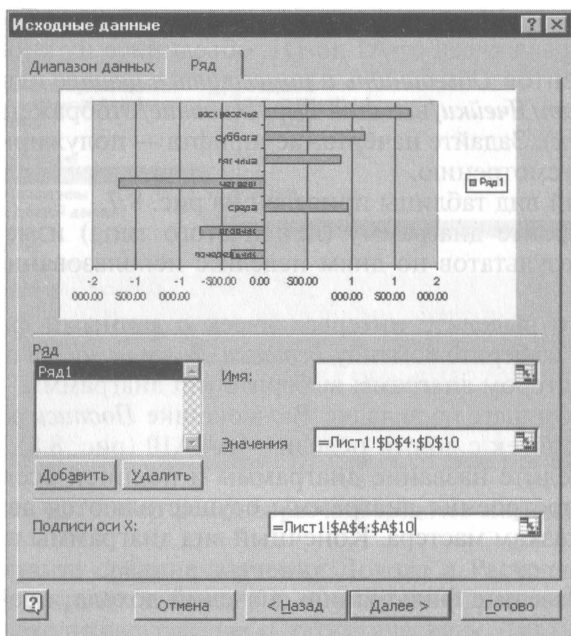 Исходные данные
Диапазон данных
Ряд
воскресенье
суббота
пятница
четверг
среда
вторник
понедельник
Ряд1
-2 -1 -1 -500.00 0.00 500.00 1 1 2
000.00 500.00 000.00 000.00 500.00 000.00
Ряд
Ряд1
Имя:
Значения
=Лист1!$D$4:$D$10
Добавить
Удалить
Подписи оси X:
=Лист1!$A$4:$A$10
?
Отмена
< Назад
Далее >
Готово